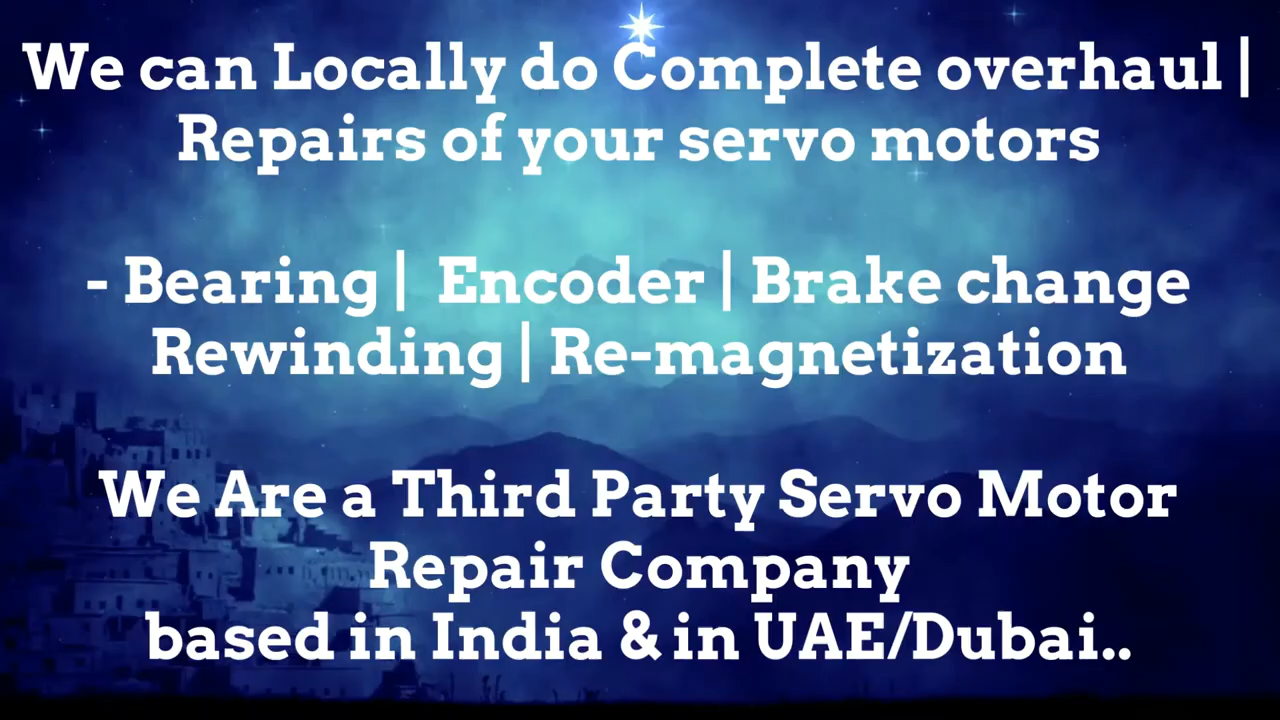 We can Locally do Complete overhaul |
Repairs of your servo motors
- Bearing | Encoder | Brake change
Rewinding | Re-magnetization
We Are a Third Party Servo Motor
Repair Company
based in India & in UAE/Dubai..